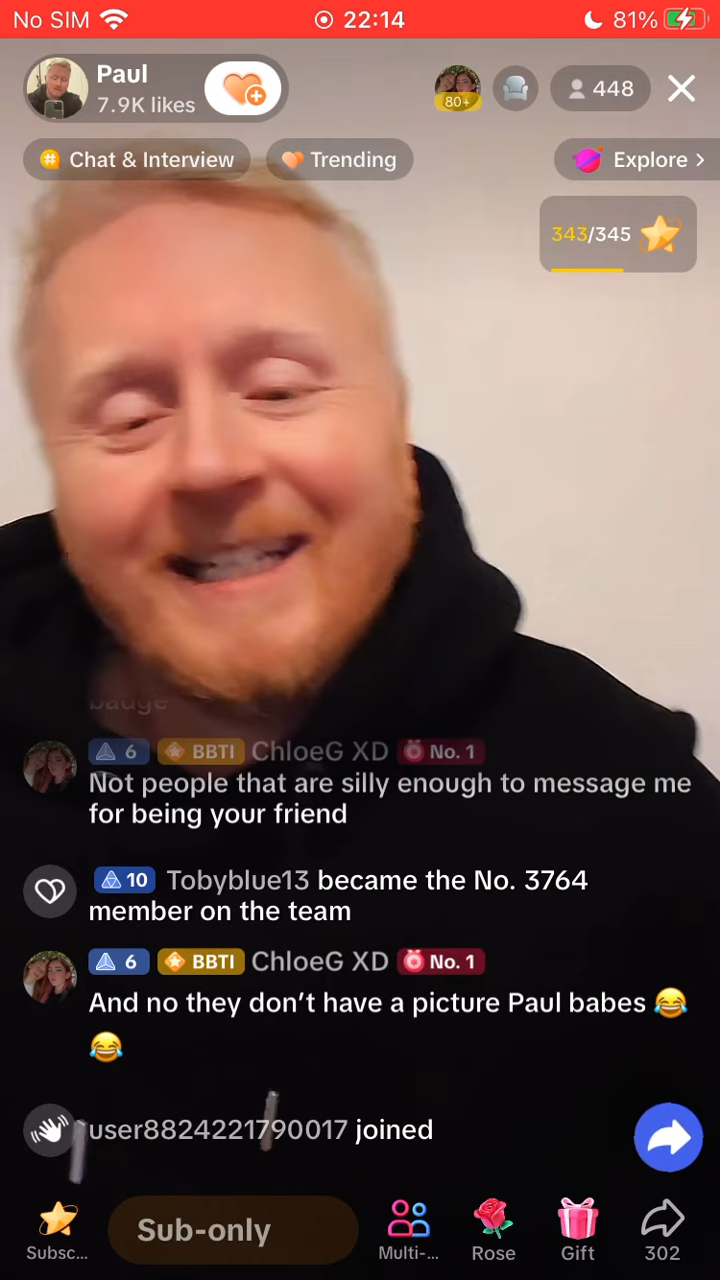 No SIM 22:14 81%
Paul
7.9K likes
80+
448
Chat & Interview Trending Explore >
343/345
badge
6 BBTI ChloeG XD No. 1
Not people that are silly enough to message me
for being your friend
10 Tobyblue13 became the No. 3764
member on the team
6 BBTI ChloeG XD No. 1
And no they don’t have a picture Paul babes 😂
😂
user8824221790017 joined
Sub-only
Subsc... Multi-... Rose Gift 302